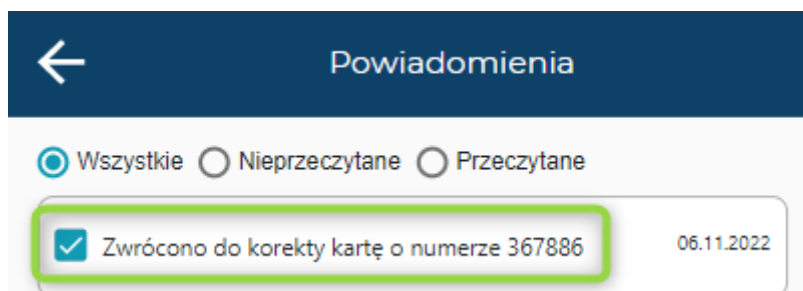 Powiadomienia
Wszystkie Nieprzeczytane Przeczytane
Zwrócono do korekty kartę o numerze 367886 06.11.2022